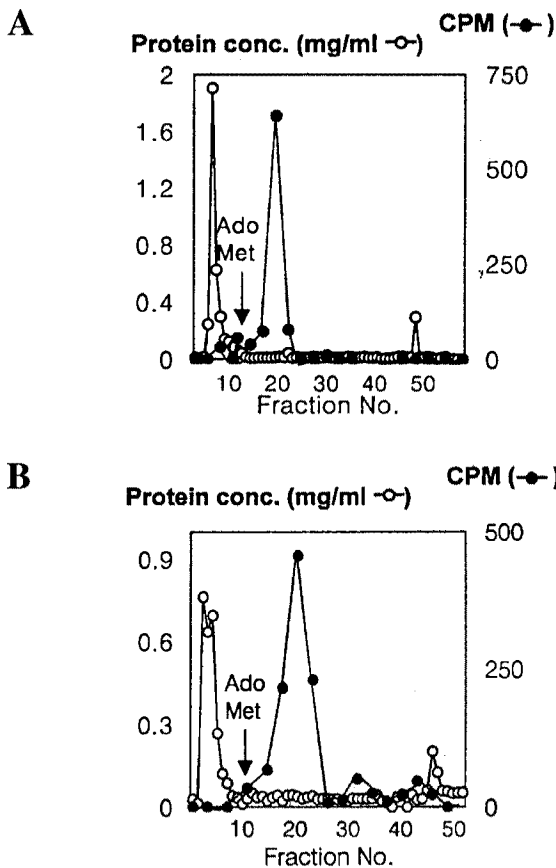 A
Protein conc. (mg/ml -o-)
CPM (-●-)
2
750
1.6
500
1.2
Ado
Met
0.8
250
0.4
0
0
10 20 30 40 50
Fraction No.
B
Protein conc. (mg/ml -o-)
CPM (-●-)
500
0.9
0.6
250
Ado
Met
0.3
0
0
10 20 30 40 50
Fraction No.